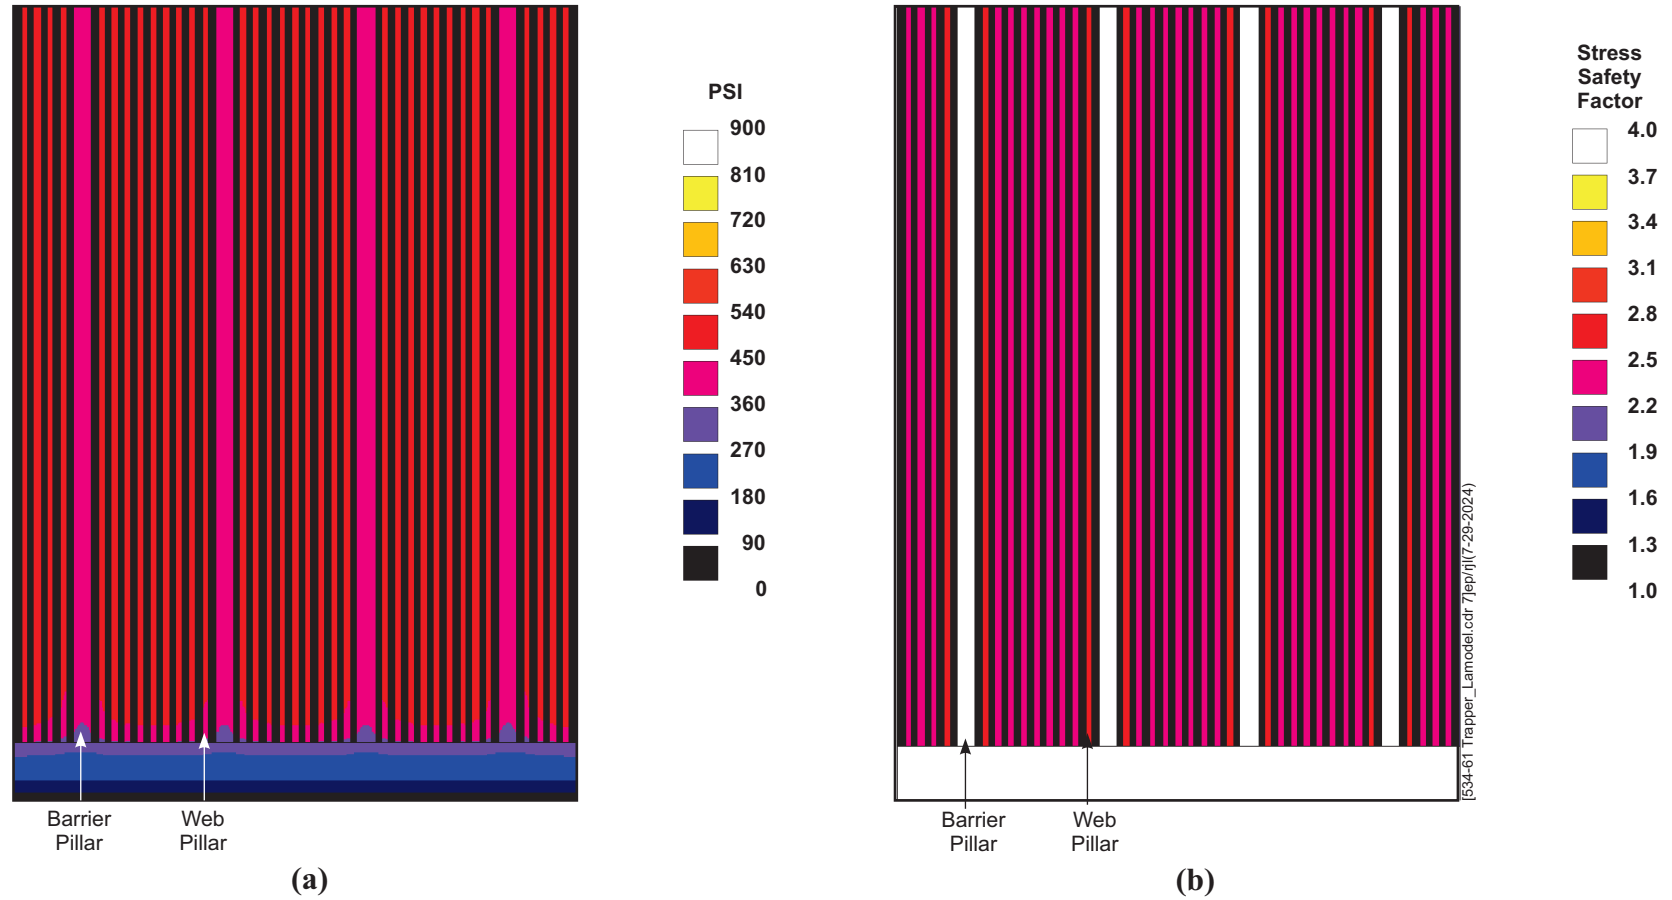 PSI
900
810
720
630
540
450
360
270
180
90
0
Barrier
Pillar
Web
Pillar
(a)
Stress
Safety
Factor
4.0
3.7
3.4
3.1
2.8
2.5
2.2
1.9
1.6
1.3
1.0
[534-61 Trapper_Lamodel.cdr 7]ep/rjl(7-29-2024)
Barrier
Pillar
Web
Pillar
(b)